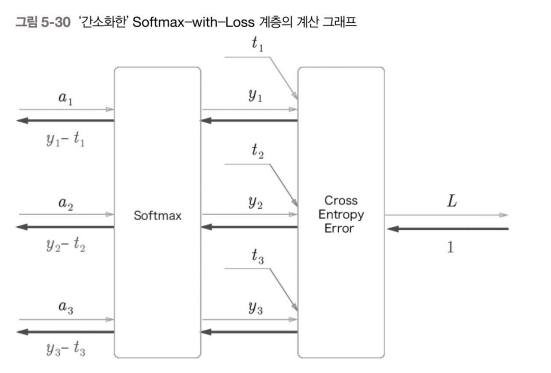 그림 5-30 ‘간소화한’ Softmax-with-Loss 계층의 계산 그래프
t₁
a₁
y₁
y₁− t₁
t₂
a₂
y₂
Softmax
Cross
Entropy
Error
L
y₂− t₂
1
t₃
a₃
y₃
y₃− t₃